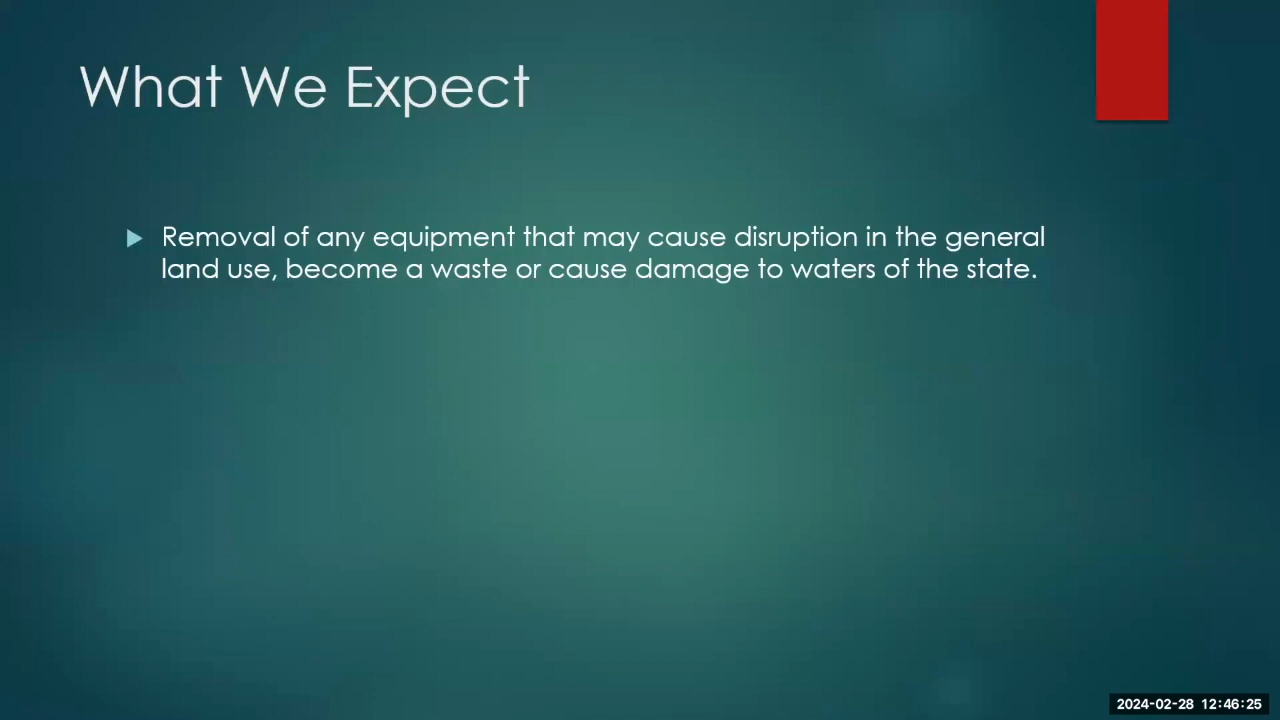 What We Expect
Removal of any equipment that may cause disruption in the general
land use, become a waste or cause damage to waters of the state.
2024-02-28 12:46:25